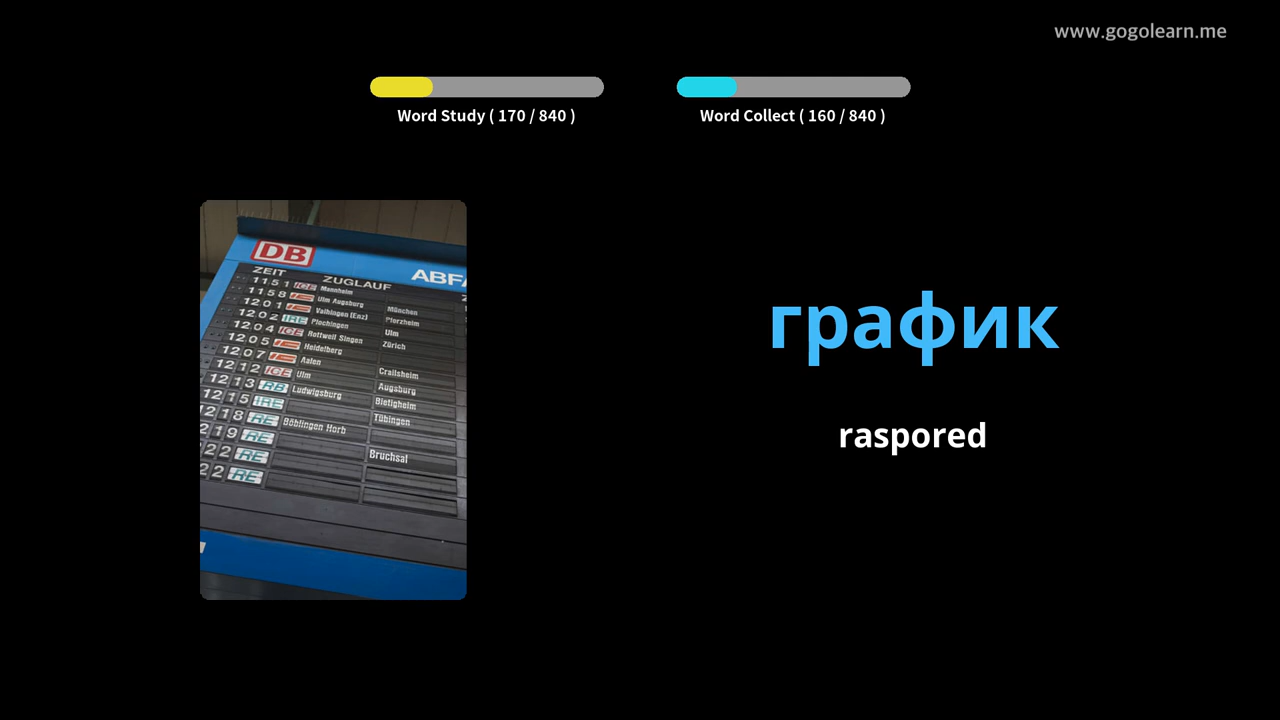 www.gogolearn.me
Word Study ( 170 / 840 )
Word Collect ( 160 / 840 )
DB
ABFA
ZEIT ZUGLAUF
1151 ICE Mannheim
1158 Ulm Augsburg München
1201 Vaihingen (Enz) Pforzheim
1202 IRE Plochingen Ulm
1204 ICE Rottweil Singen Zürich
1205 Heidelberg
1207 Aalen Crailsheim
1212 ICE Ulm Augsburg
1213 RB Ludwigsburg Bietigheim
1215 IRE Tübingen
1218 RE Böblingen Horb
219 RE
22 RE Bruchsal
22 RE
график
raspored